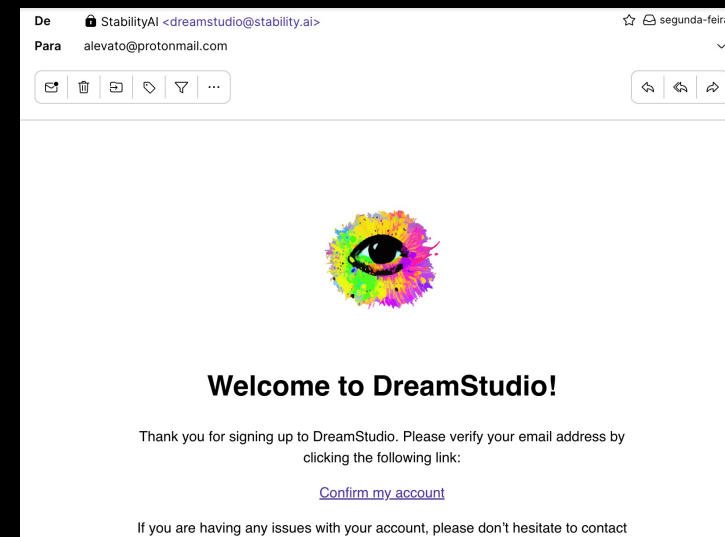 De StabilityAI <dreamstudio@stability.ai> segunda-feira
Para alevato@protonmail.com
Welcome to DreamStudio!
Thank you for signing up to DreamStudio. Please verify your email address by
clicking the following link:
Confirm my account
If you are having any issues with your account, please don't hesitate to contact